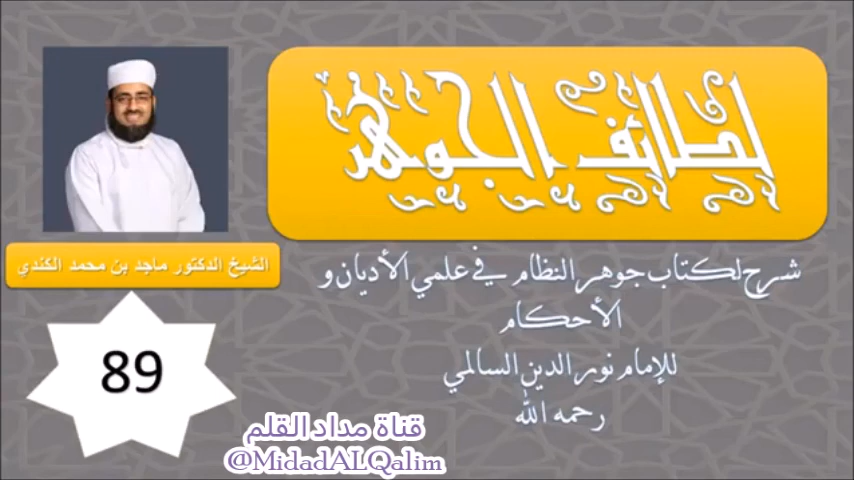 لطائف الجوهر
شرح لكتاب جوهر النظام في علمي الأديان و
الأحكام
للإمام نور الدين السالمي
رحمه الله
الشيخ الدكتور ماجد بن محمد الكندي
89
قناة مداد القلم
@MidadALQalim